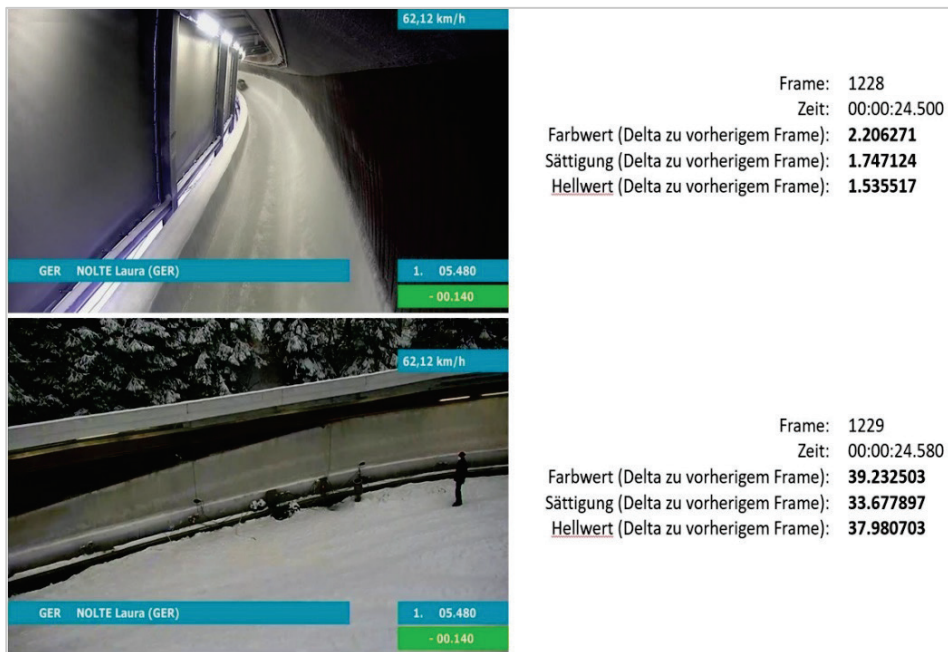 62,12 km/h
GER NOLTE Laura (GER)
1. 05.480
- 00.140
Frame: 1228
Zeit: 00:00:24.500
Farbwert (Delta zu vorherigem Frame): 2.206271
Sättigung (Delta zu vorherigem Frame): 1.747124
Hellwert (Delta zu vorherigem Frame): 1.535517
62,12 km/h
GER NOLTE Laura (GER)
1. 05.480
- 00.140
Frame: 1229
Zeit: 00:00:24.580
Farbwert (Delta zu vorherigem Frame): 39.232503
Sättigung (Delta zu vorherigem Frame): 33.677897
Hellwert (Delta zu vorherigem Frame): 37.980703